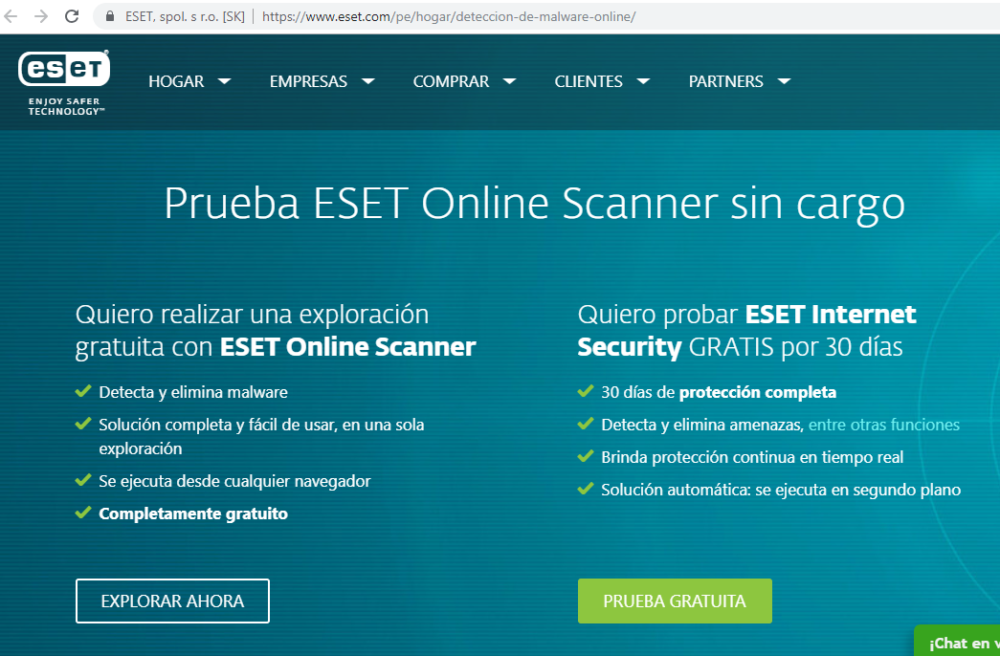 ESET, spol. s r.o. [SK] | https://www.eset.com/pe/hogar/deteccion-de-malware-online/
eset®
ENJOY SAFER
TECHNOLOGY™
HOGAR EMPRESAS COMPRAR CLIENTES PARTNERS
Prueba ESET Online Scanner sin cargo
Quiero realizar una exploración
gratuita con ESET Online Scanner
Detecta y elimina malware
Solución completa y fácil de usar, en una sola
exploración
Se ejecuta desde cualquier navegador
Completamente gratuito
EXPLORAR AHORA
Quiero probar ESET Internet
Security GRATIS por 30 días
30 días de protección completa
Detecta y elimina amenazas, entre otras funciones
Brinda protección continua en tiempo real
Solución automática: se ejecuta en segundo plano
PRUEBA GRATUITA
¡Chat en